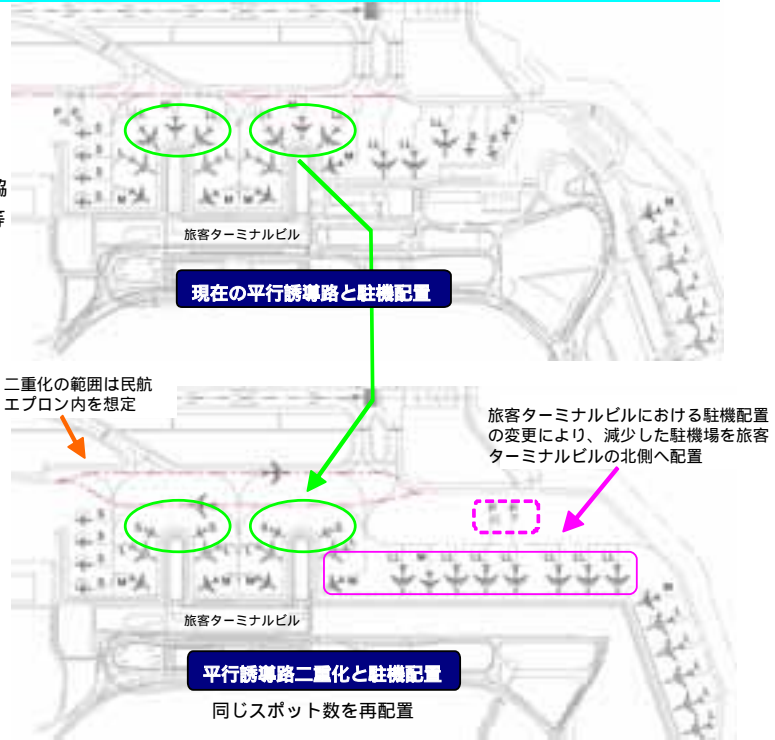 協
等
旅客ターミナルビル
現在の平行誘導路と駐機配置
二重化の範囲は民航
エプロン内を想定
旅客ターミナルビルにおける駐機配置
の変更により、減少した駐機場を旅客
ターミナルビルの北側へ配置
旅客ターミナルビル
平行誘導路二重化と駐機配置
同じスポット数を再配置